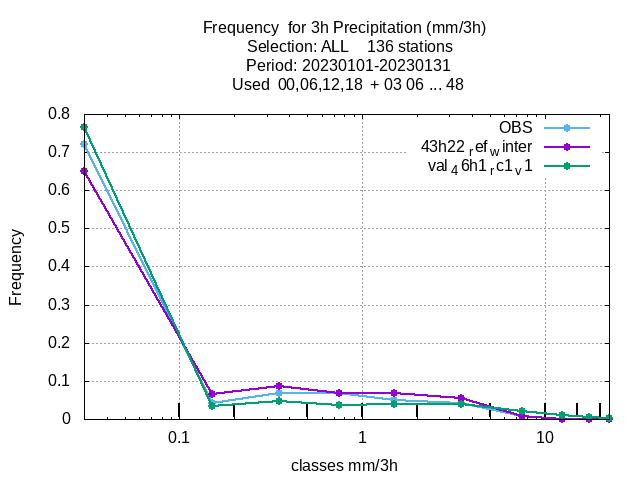 Frequency  for 3h Precipitation (mm/3h)
Selection: ALL    136 stations
Period: 20230101-20230131
Used  00,06,12,18  + 03 06 ... 48
0.8
0.7
0.6
0.5
0.4
0.3
0.2
0.1
0
Frequency
OBS
43h22_ref_winter
val_46h1_rc1_v1
0.1 1 10
classes mm/3h